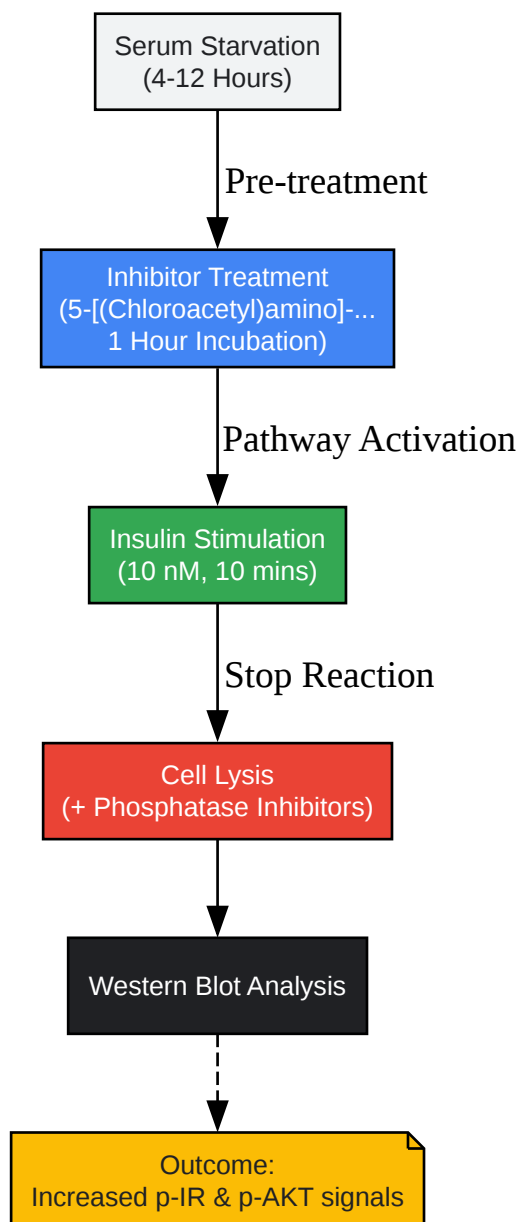 Serum Starvation
(4-12 Hours)
Pre-treatment
Inhibitor Treatment
(5-[(Chloroacetyl)amino]-...
1 Hour Incubation)
Pathway Activation
Insulin Stimulation
(10 nM, 10 mins)
Stop Reaction
Cell Lysis
(+ Phosphatase Inhibitors)
Western Blot Analysis
Outcome:
Increased p-IR & p-AKT signals